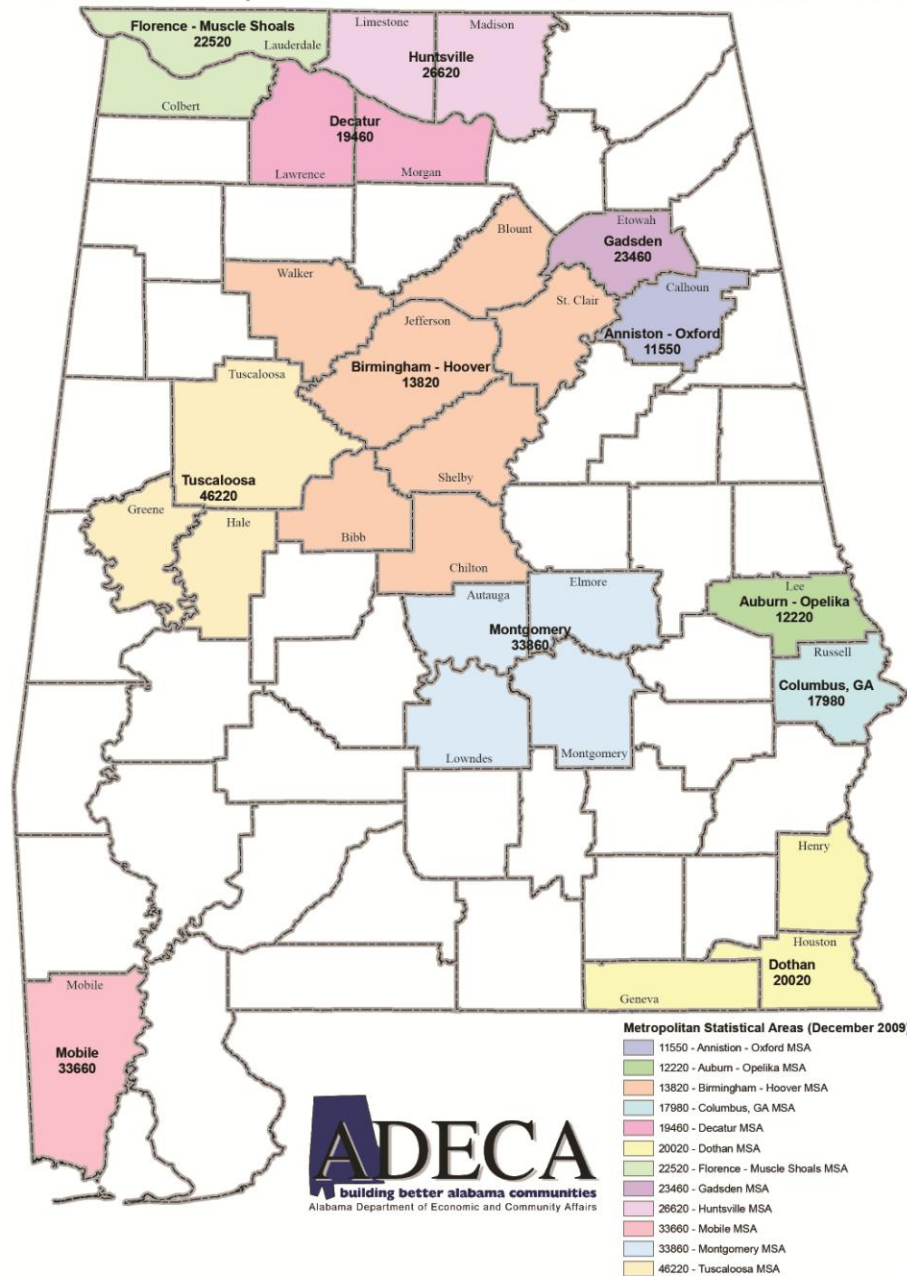 Florence - Muscle Shoals
22520
Lauderdale
Limestone
Madison
Huntsville
26620
Colbert
Decatur
19460
Lawrence
Morgan
Etowah
Gadsden
23460
Blount
Walker
Calhoun
St. Clair
Jefferson
Anniston - Oxford
11550
Birmingham - Hoover
13820
Tuscaloosa
Tuscaloosa
46220
Shelby
Greene
Hale
Bibb
Chilton
Autauga
Elmore
Lee
Auburn - Opelika
12220
Montgomery
33860
Russell
Columbus, GA
17980
Lowndes
Montgomery
Henry
Houston
Dothan
20020
Geneva
Mobile
Mobile
33660
Metropolitan Statistical Areas (December 2009)
11550 - Annistion - Oxford MSA
12220 - Auburn - Opelika MSA
13820 - Birmingham - Hoover MSA
17980 - Columbus, GA MSA
19460 - Decatur MSA
20020 - Dothan MSA
22520 - Florence - Muscle Shoals MSA
23460 - Gadsden MSA
26620 - Huntsville MSA
33660 - Mobile MSA
33860 - Montgomery MSA
46220 - Tuscaloosa MSA
ADECA
building better alabama communities
Alabama Department of Economic and Community Affairs